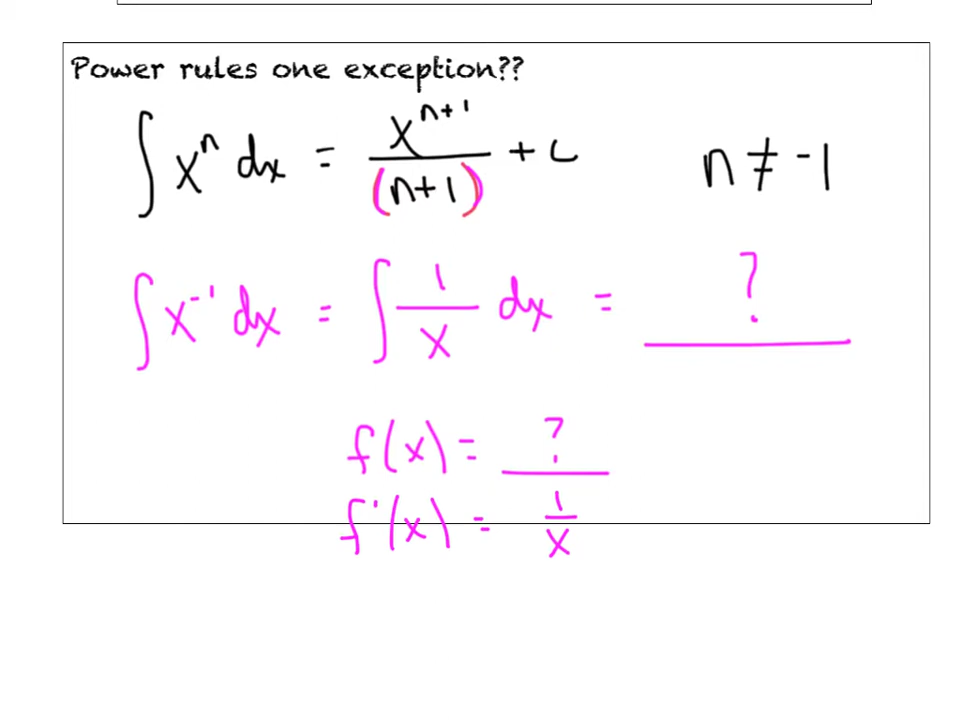 Power rules one exception??
∫ xⁿ dx = xⁿ⁺¹/(n+1) + C n ≠ -1
∫ x⁻¹ dx = ∫ 1/x dx = ?
f(x) = ?
f'(x) = 1/x